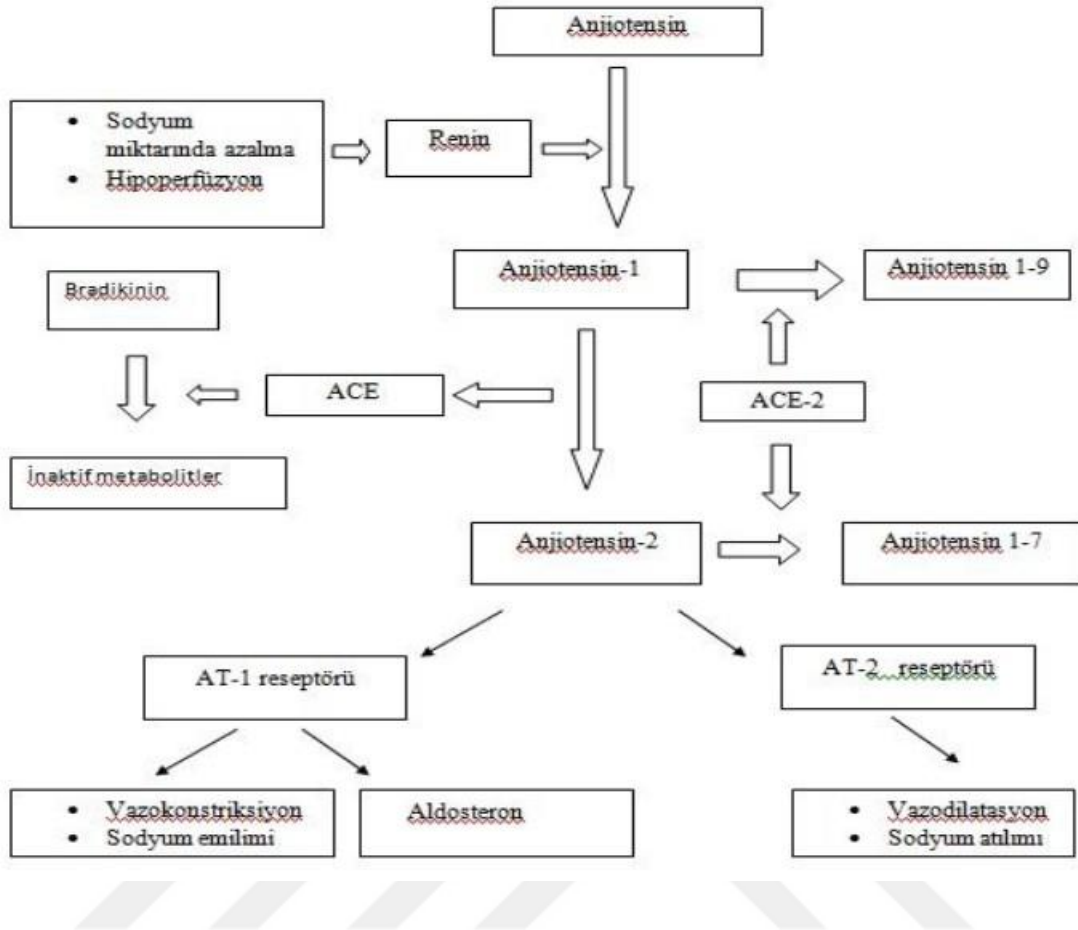 Anjiotensin
• Sodyum
miktarında azalma
• Hipoperfüzyon
Renin
Anjiotensin-1
Anjiotensin 1-9
Bradikinin
ACE
ACE-2
İnaktif metabolitler
Anjiotensin-2
Anjiotensin 1-7
AT-1 reseptörü
AT-2 reseptörü
• Vazokonstriksiyon
• Sodyum emilimi
Aldosteron
• Vazodilatasyon
• Sodyum atılımı